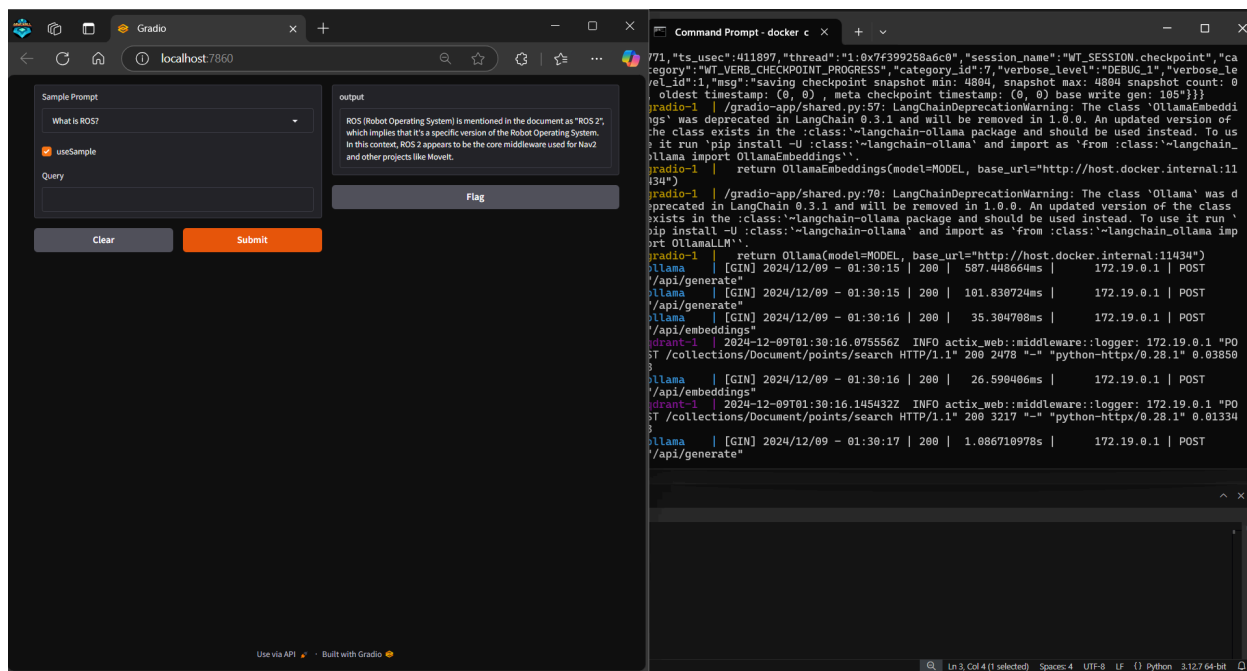 Gradio
localhost:7860
Sample Prompt
What is ROS?
useSample
Query
Clear
Submit
output
ROS (Robot Operating System) is mentioned in the document as "ROS 2",
which implies that it's a specific version of the Robot Operating System.
In this context, ROS 2 appears to be the core middleware used for Nav2
and other projects like MoveIt.
Flag
Use via API
· Built with Gradio
Command Prompt - docker c
771,"ts_usec":411897,"thread":"1:0x7f399258a6c0","session_name":"WT_SESSION.checkpoint","ca
tegory":"WT_VERB_CHECKPOINT_PROGRESS","category_id":7,"verbose_level":"DEBUG_1","verbose_le
vel_id":1,"msg":"saving checkpoint snapshot min: 4804, snapshot max: 4804 snapshot count: 0
, oldest timestamp: (0, 0) , meta checkpoint timestamp: (0, 0) base write gen: 105"}}}
gradio-1 | /gradio-app/shared.py:57: LangChainDeprecationWarning: The class `OllamaEmbeddi
ngs` was deprecated in LangChain 0.3.1 and will be removed in 1.0.0. An updated version of
the class exists in the :class:`~langchain-ollama package and should be used instead. To us
e it run `pip install -U :class:`~langchain-ollama` and import as `from :class:`~langchain_
ollama import OllamaEmbeddings``.
gradio-1 | return OllamaEmbeddings(model=MODEL, base_url="http://host.docker.internal:11
434")
gradio-1 | /gradio-app/shared.py:70: LangChainDeprecationWarning: The class `Ollama` was d
eprecated in LangChain 0.3.1 and will be removed in 1.0.0. An updated version of the class
exists in the :class:`~langchain-ollama package and should be used instead. To use it run `
pip install -U :class:`~langchain-ollama` and import as `from :class:`~langchain_ollama imp
ort OllamaLLM``.
gradio-1 | return Ollama(model=MODEL, base_url="http://host.docker.internal:11434")
ollama | [GIN] 2024/12/09 - 01:30:15 | 200 | 587.448664ms | 172.19.0.1 | POST
"/api/generate"
ollama | [GIN] 2024/12/09 - 01:30:15 | 200 | 101.830724ms | 172.19.0.1 | POST
"/api/generate"
ollama | [GIN] 2024/12/09 - 01:30:16 | 200 | 35.304708ms | 172.19.0.1 | POST
"/api/embeddings"
qdrant-1 | 2024-12-09T01:30:16.075556Z INFO actix_web::middleware::logger: 172.19.0.1 "PO
ST /collections/Document/points/search HTTP/1.1" 200 2478 "-" "python-httpx/0.28.1" 0.03850
3
ollama | [GIN] 2024/12/09 - 01:30:16 | 200 | 26.590406ms | 172.19.0.1 | POST
"/api/embeddings"
qdrant-1 | 2024-12-09T01:30:16.145432Z INFO actix_web::middleware::logger: 172.19.0.1 "PO
ST /collections/Document/points/search HTTP/1.1" 200 3217 "-" "python-httpx/0.28.1" 0.01334
3
ollama | [GIN] 2024/12/09 - 01:30:17 | 200 | 1.086710978s | 172.19.0.1 | POST
"/api/generate"
Ln 3, Col 4 (1 selected) Spaces: 4 UTF-8 LF {} Python 3.12.7 64-bit